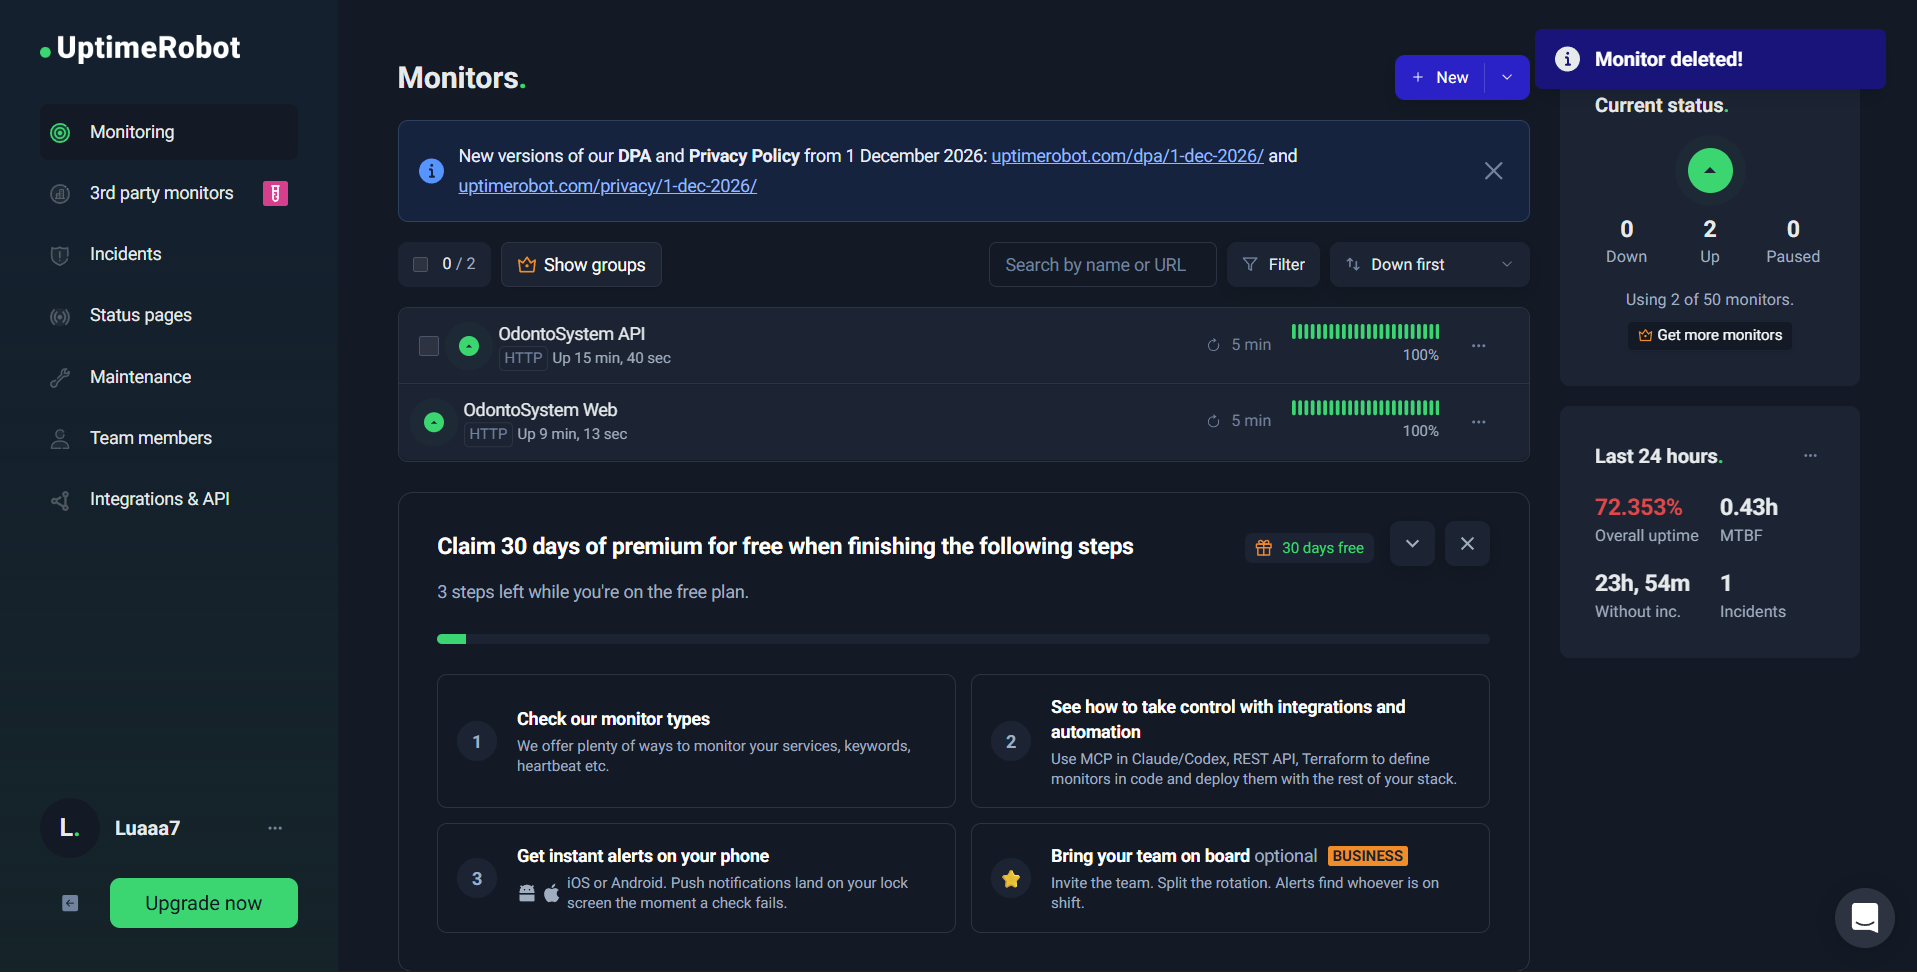 UptimeRobot
Monitoring
3rd party monitors
Incidents
Status pages
Maintenance
Team members
Integrations & API
L.
Luaaa7
Upgrade now
Monitors.
New
New versions of our DPA and Privacy Policy from 1 December 2026: uptimerobot.com/dpa/1-dec-2026/ and
uptimerobot.com/privacy/1-dec-2026/
0 / 2
Show groups
Search by name or URL
Filter
Down first
OdontoSystem API
HTTP Up 15 min, 40 sec
5 min
100%
OdontoSystem Web
HTTP Up 9 min, 13 sec
5 min
100%
Claim 30 days of premium for free when finishing the following steps
30 days free
3 steps left while you're on the free plan.
1
Check our monitor types
We offer plenty of ways to monitor your services, keywords,
heartbeat etc.
2
See how to take control with integrations and
automation
Use MCP in Claude/Codex, REST API, Terraform to define
monitors in code and deploy them with the rest of your stack.
3
Get instant alerts on your phone
iOS or Android. Push notifications land on your lock
screen the moment a check fails.
Bring your team on board optional BUSINESS
Invite the team. Split the rotation. Alerts find whoever is on
shift.
Monitor deleted!
Current status.
0
Down
2
Up
0
Paused
Using 2 of 50 monitors.
Get more monitors
Last 24 hours.
72.353%
Overall uptime
0.43h
MTBF
23h, 54m
Without inc.
1
Incidents